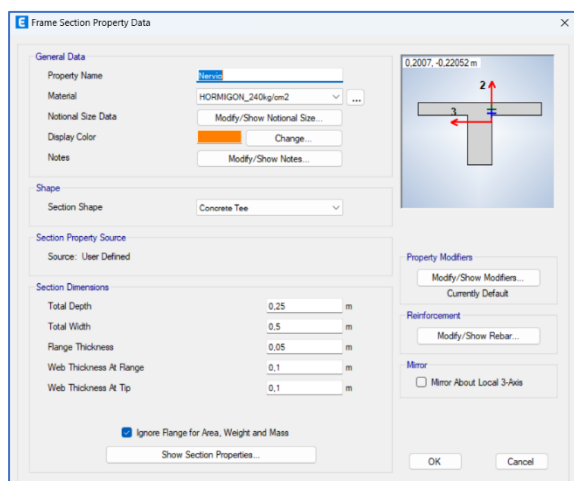 E Frame Section Property Data
General Data
Property Name Nervio
Material HORMIGON_240kg/cm2 ...
Notional Size Data Modify/Show Notional Size...
Display Color Change...
Notes Modify/Show Notes...
Shape
Section Shape Concrete Tee
Section Property Source
Source: User Defined
Section Dimensions
Total Depth 0,25 m
Total Width 0,5 m
Flange Thickness 0,05 m
Web Thickness At Flange 0,1 m
Web Thickness At Tip 0,1 m
Ignore Flange for Area, Weight and Mass
Show Section Properties...
0,2007, -0,22052 m
2
3
Property Modifiers
Modify/Show Modifiers...
Currently Default
Reinforcement
Modify/Show Rebar...
Mirror
Mirror About Local 3-Axis
OK Cancel